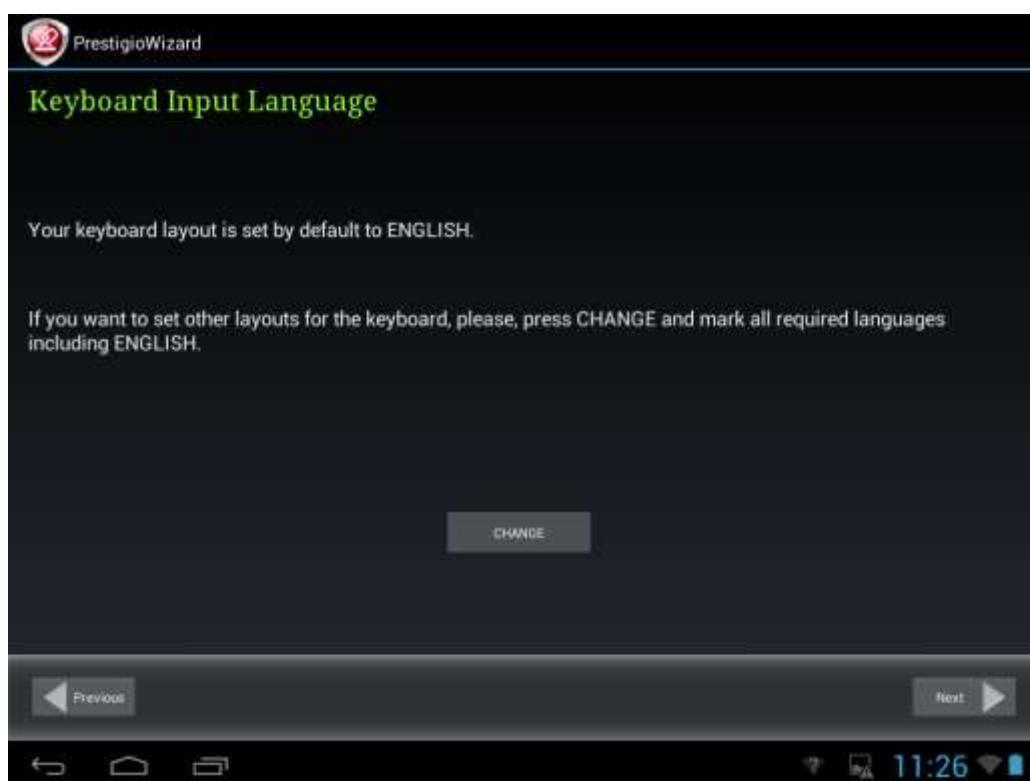 PrestigioWizard
Keyboard Input Language
Your keyboard layout is set by default to ENGLISH.
If you want to set other layouts for the keyboard, please, press CHANGE and mark all required languages
including ENGLISH.
CHANGE
Previous
Next
11:26